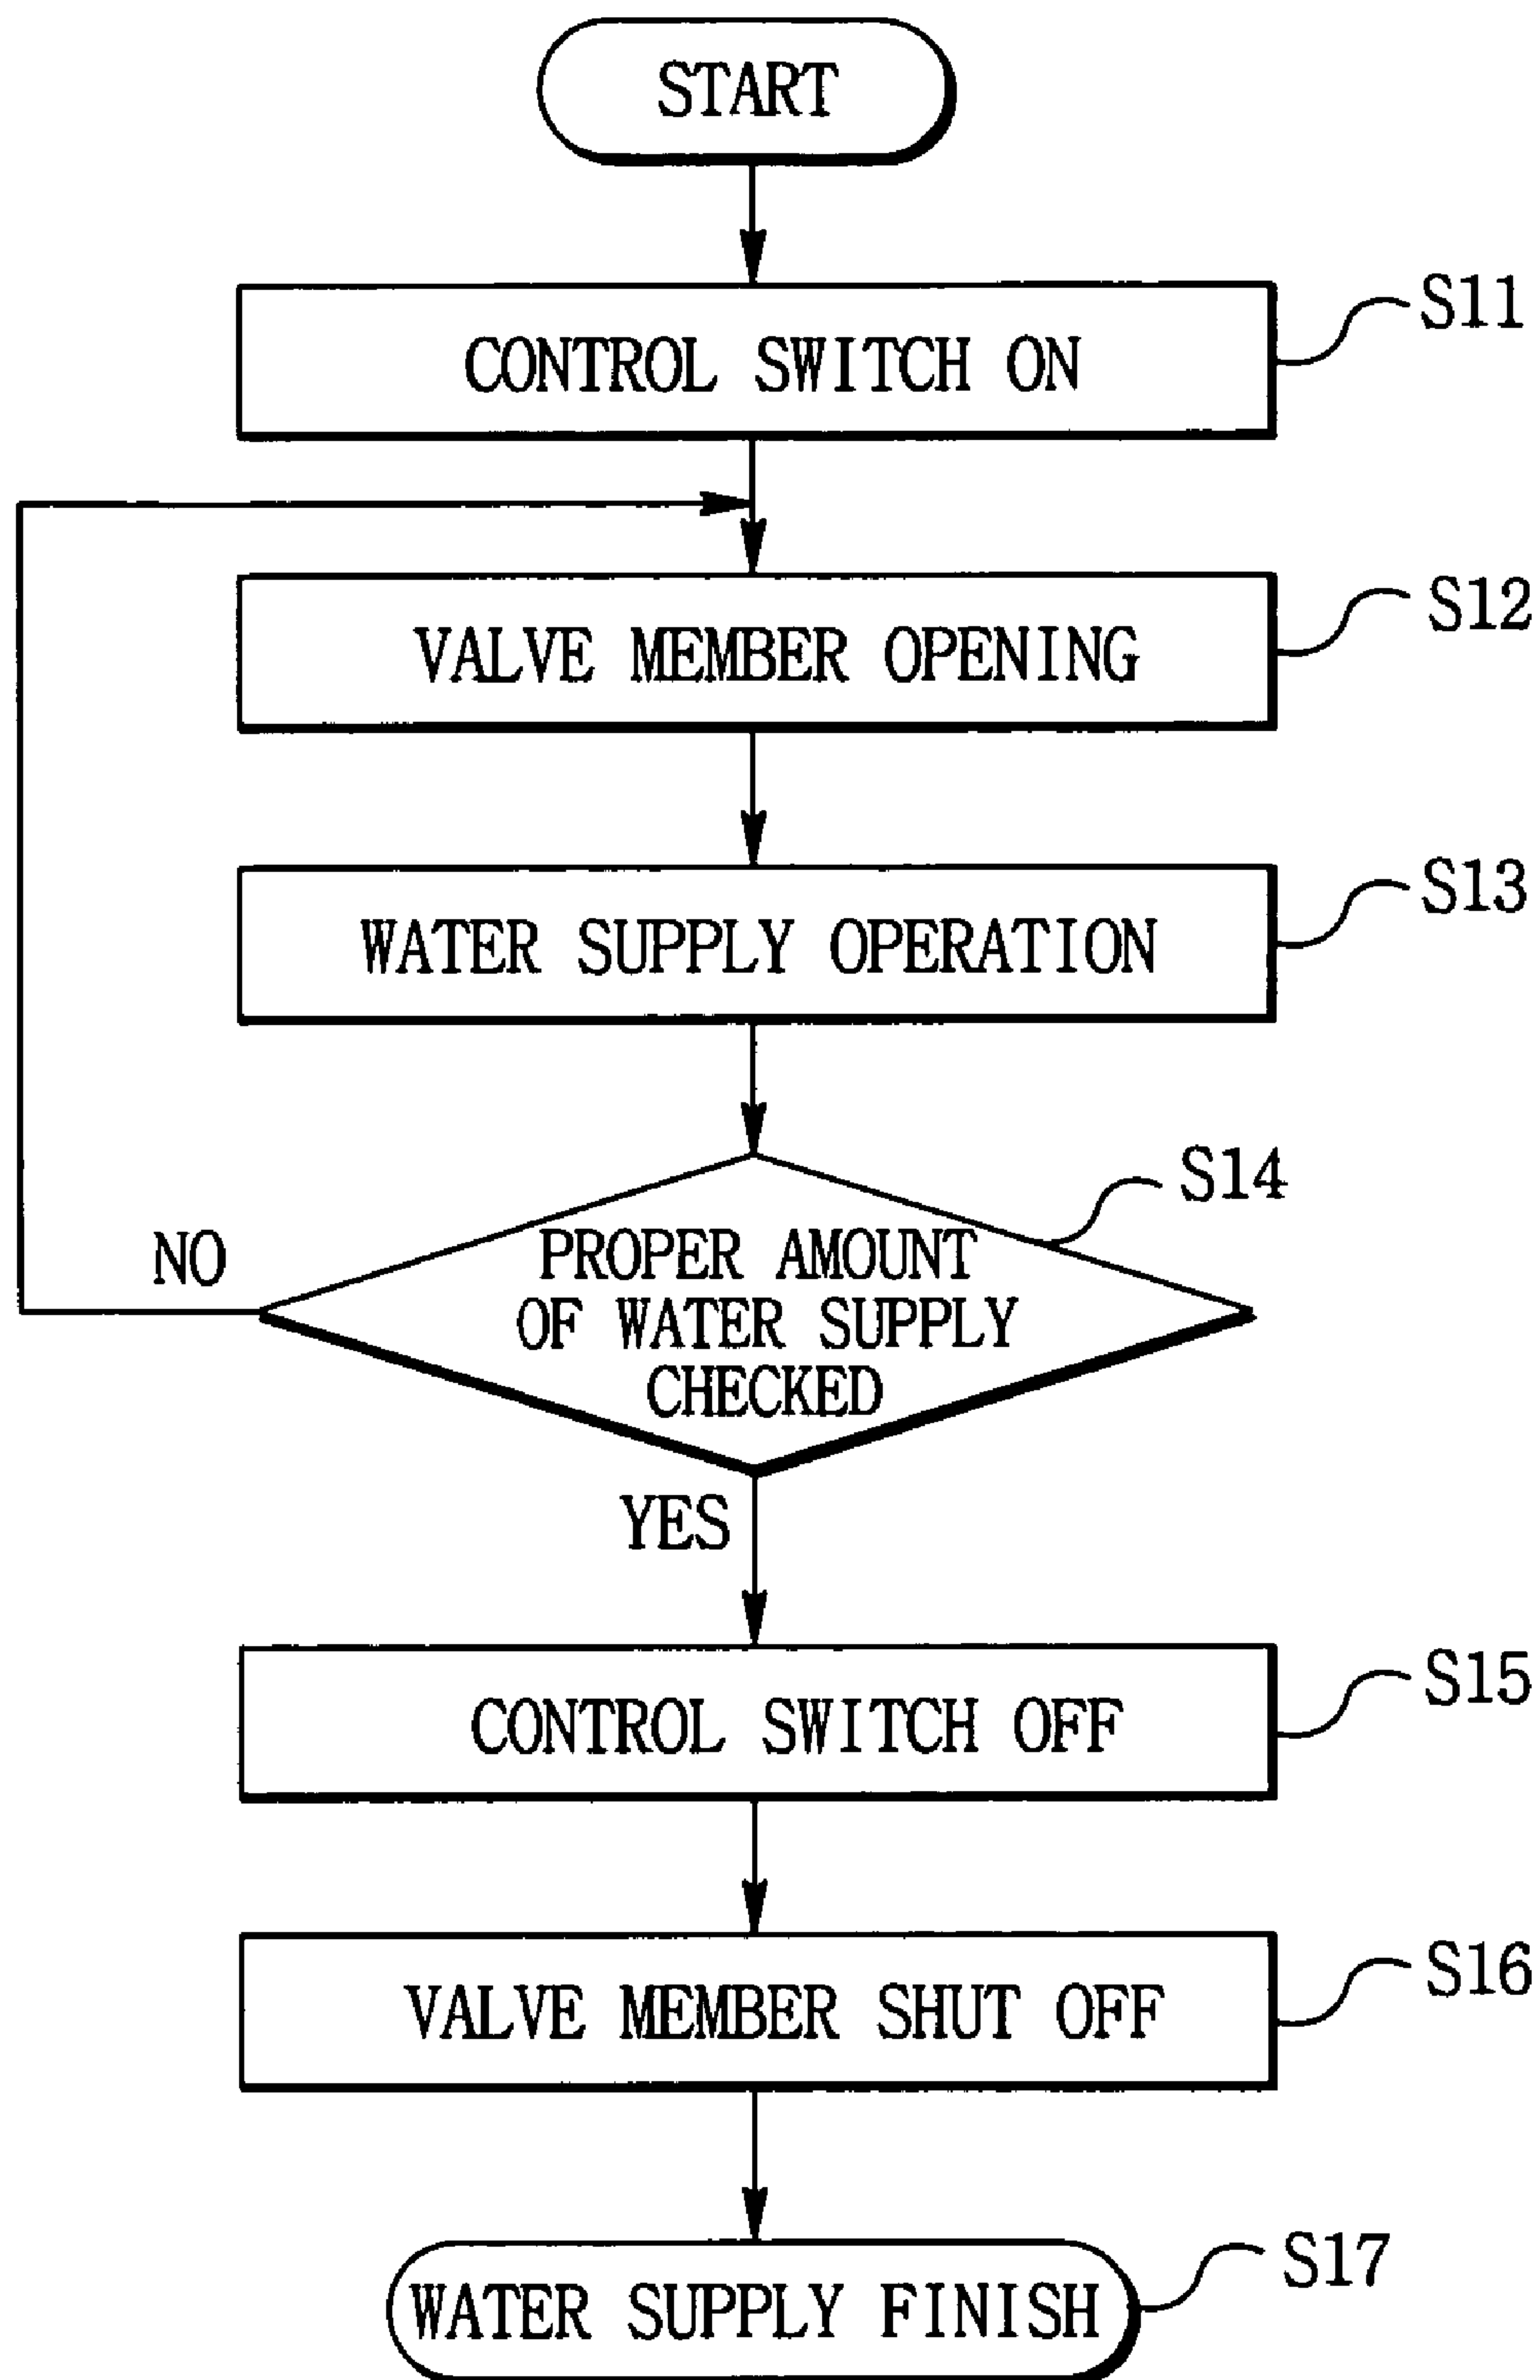 START
CONTROL SWITCH ON
S11
VALVE MEMBER OPENING
S12
WATER SUPPLY OPERATION
S13
S14
PROPER AMOUNT
OF WATER SUPPLY
CHECKED
NO
YES
CONTROL SWITCH OFF
S15
VALVE MEMBER SHUT OFF
S16
WATER SUPPLY FINISH
S17